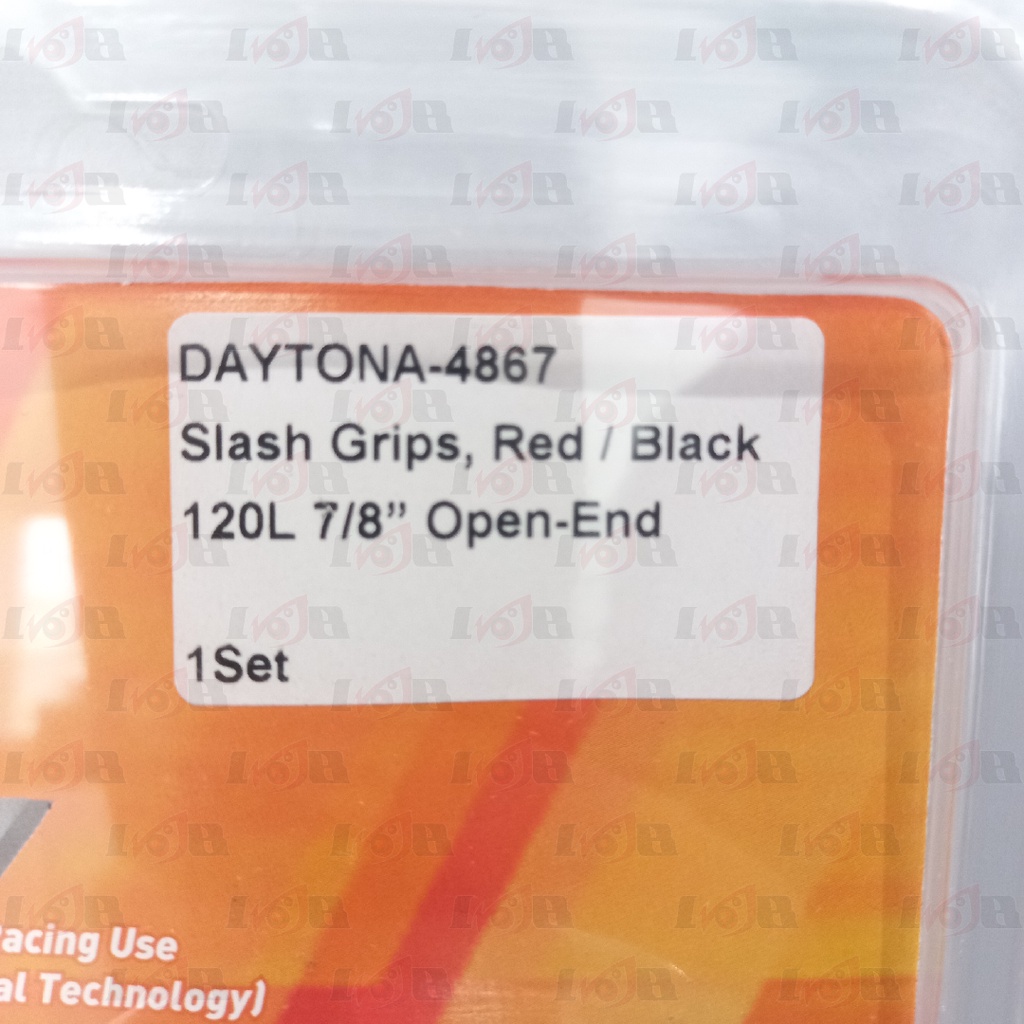 DAYTONA-4867
Slash Grips, Red / Black
120L 7/8” Open-End
1Set
acing Use
al Technology)